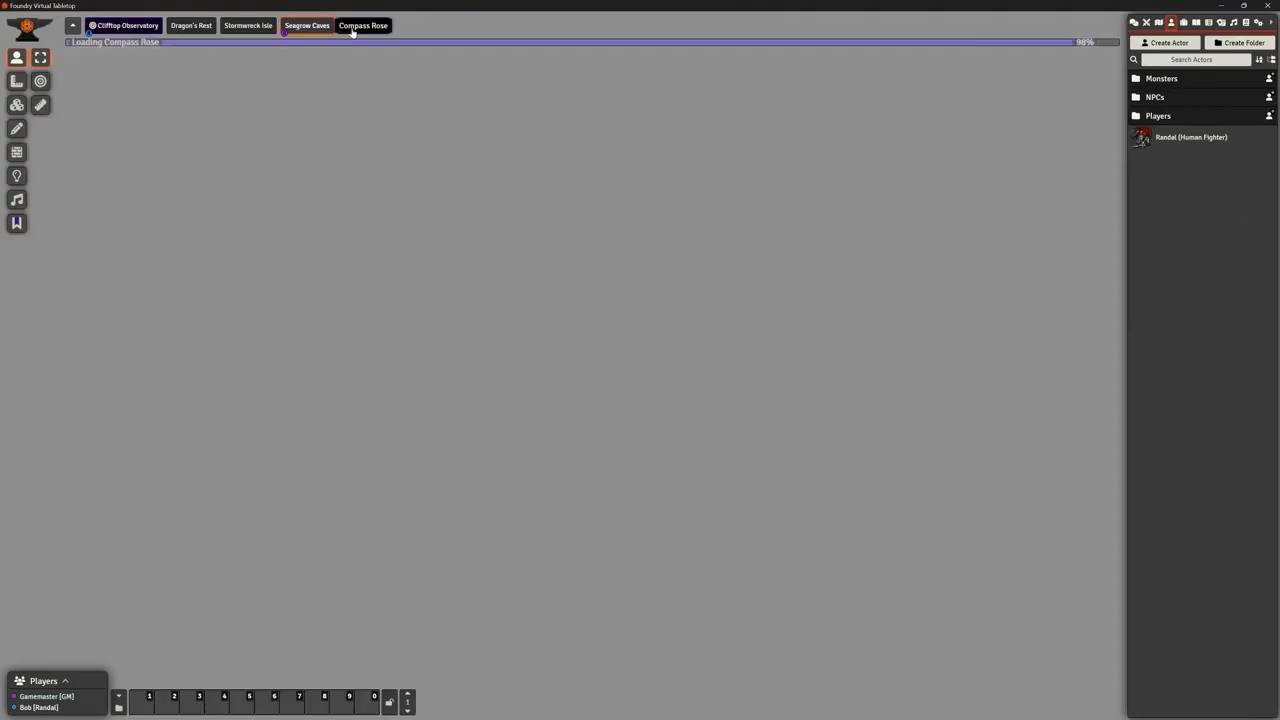 Foundry Virtual Tabletop
Clifftop Observatory
Dragon's Rest
Stormwreck Isle
Seagrow Caves
Compass Rose
Loading Compass Rose
98%
Create Actor
Create Folder
Search Actors
Monsters
NPCs
Players
Randal (Human Fighter)
Players
Gamemaster [GM]
Bob [Randal]
1 2 3 4 5 6 7 8 9 0
1